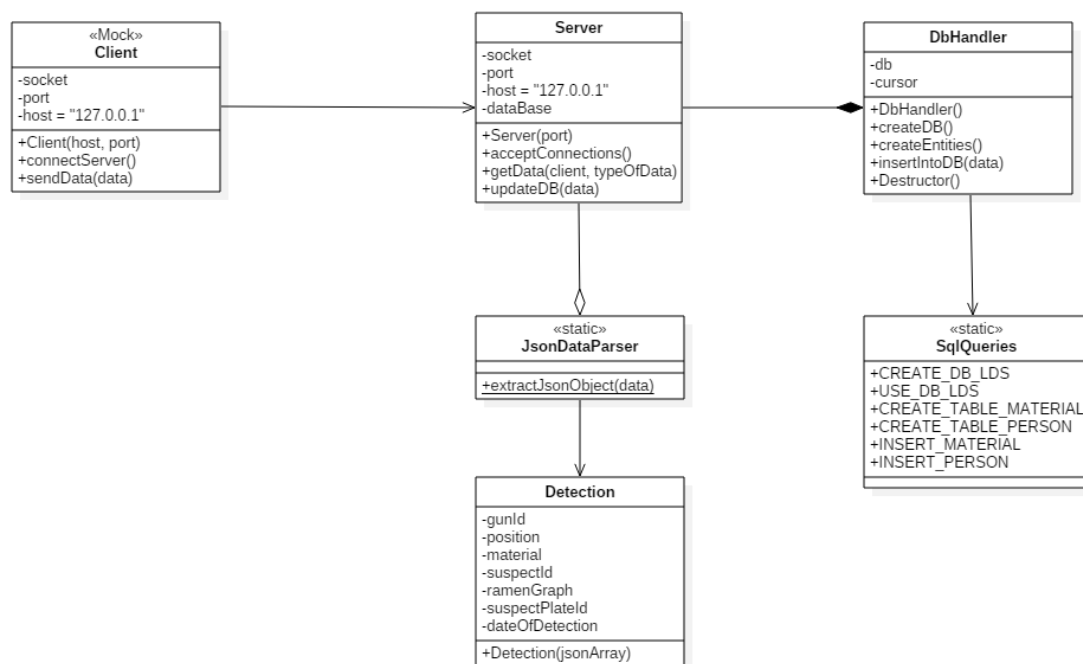 «Mock»
Client
-socket
-port
-host = "127.0.0.1"
+Client(host, port)
+connectServer()
+sendData(data)
Server
-socket
-port
-host = "127.0.0.1"
-dataBase
+Server(port)
+acceptConnections()
+getData(client, typeOfData)
+updateDB(data)
DbHandler
-db
-cursor
+DbHandler()
+createDB()
+createEntities()
+insertIntoDB(data)
+Destructor()
«static»
JsonDataParser
+extractJsonObject(data)
«static»
SqlQueries
+CREATE_DB_LDS
+USE_DB_LDS
+CREATE_TABLE_MATERIAL
+CREATE_TABLE_PERSON
+INSERT_MATERIAL
+INSERT_PERSON
Detection
-gunId
-position
-material
-suspectId
-ramenGraph
-suspectPlateId
-dateOfDetection
+Detection(jsonArray)